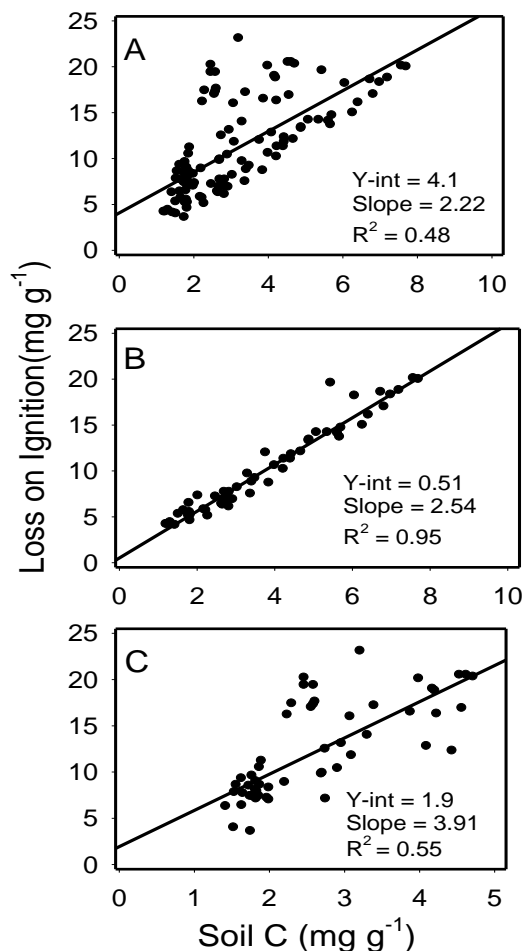 25
A
20
15
10
5
0
Y-int = 4.1
Slope = 2.22
R² = 0.48
0 2 4 6 8 10
Loss on Ignition(mg g⁻¹)
25
B
20
15
10
5
0
Y-int = 0.51
Slope = 2.54
R² = 0.95
0 2 4 6 8 10
25
C
20
15
10
5
0
Y-int = 1.9
Slope = 3.91
R² = 0.55
0 1 2 3 4 5
Soil C (mg g⁻¹)